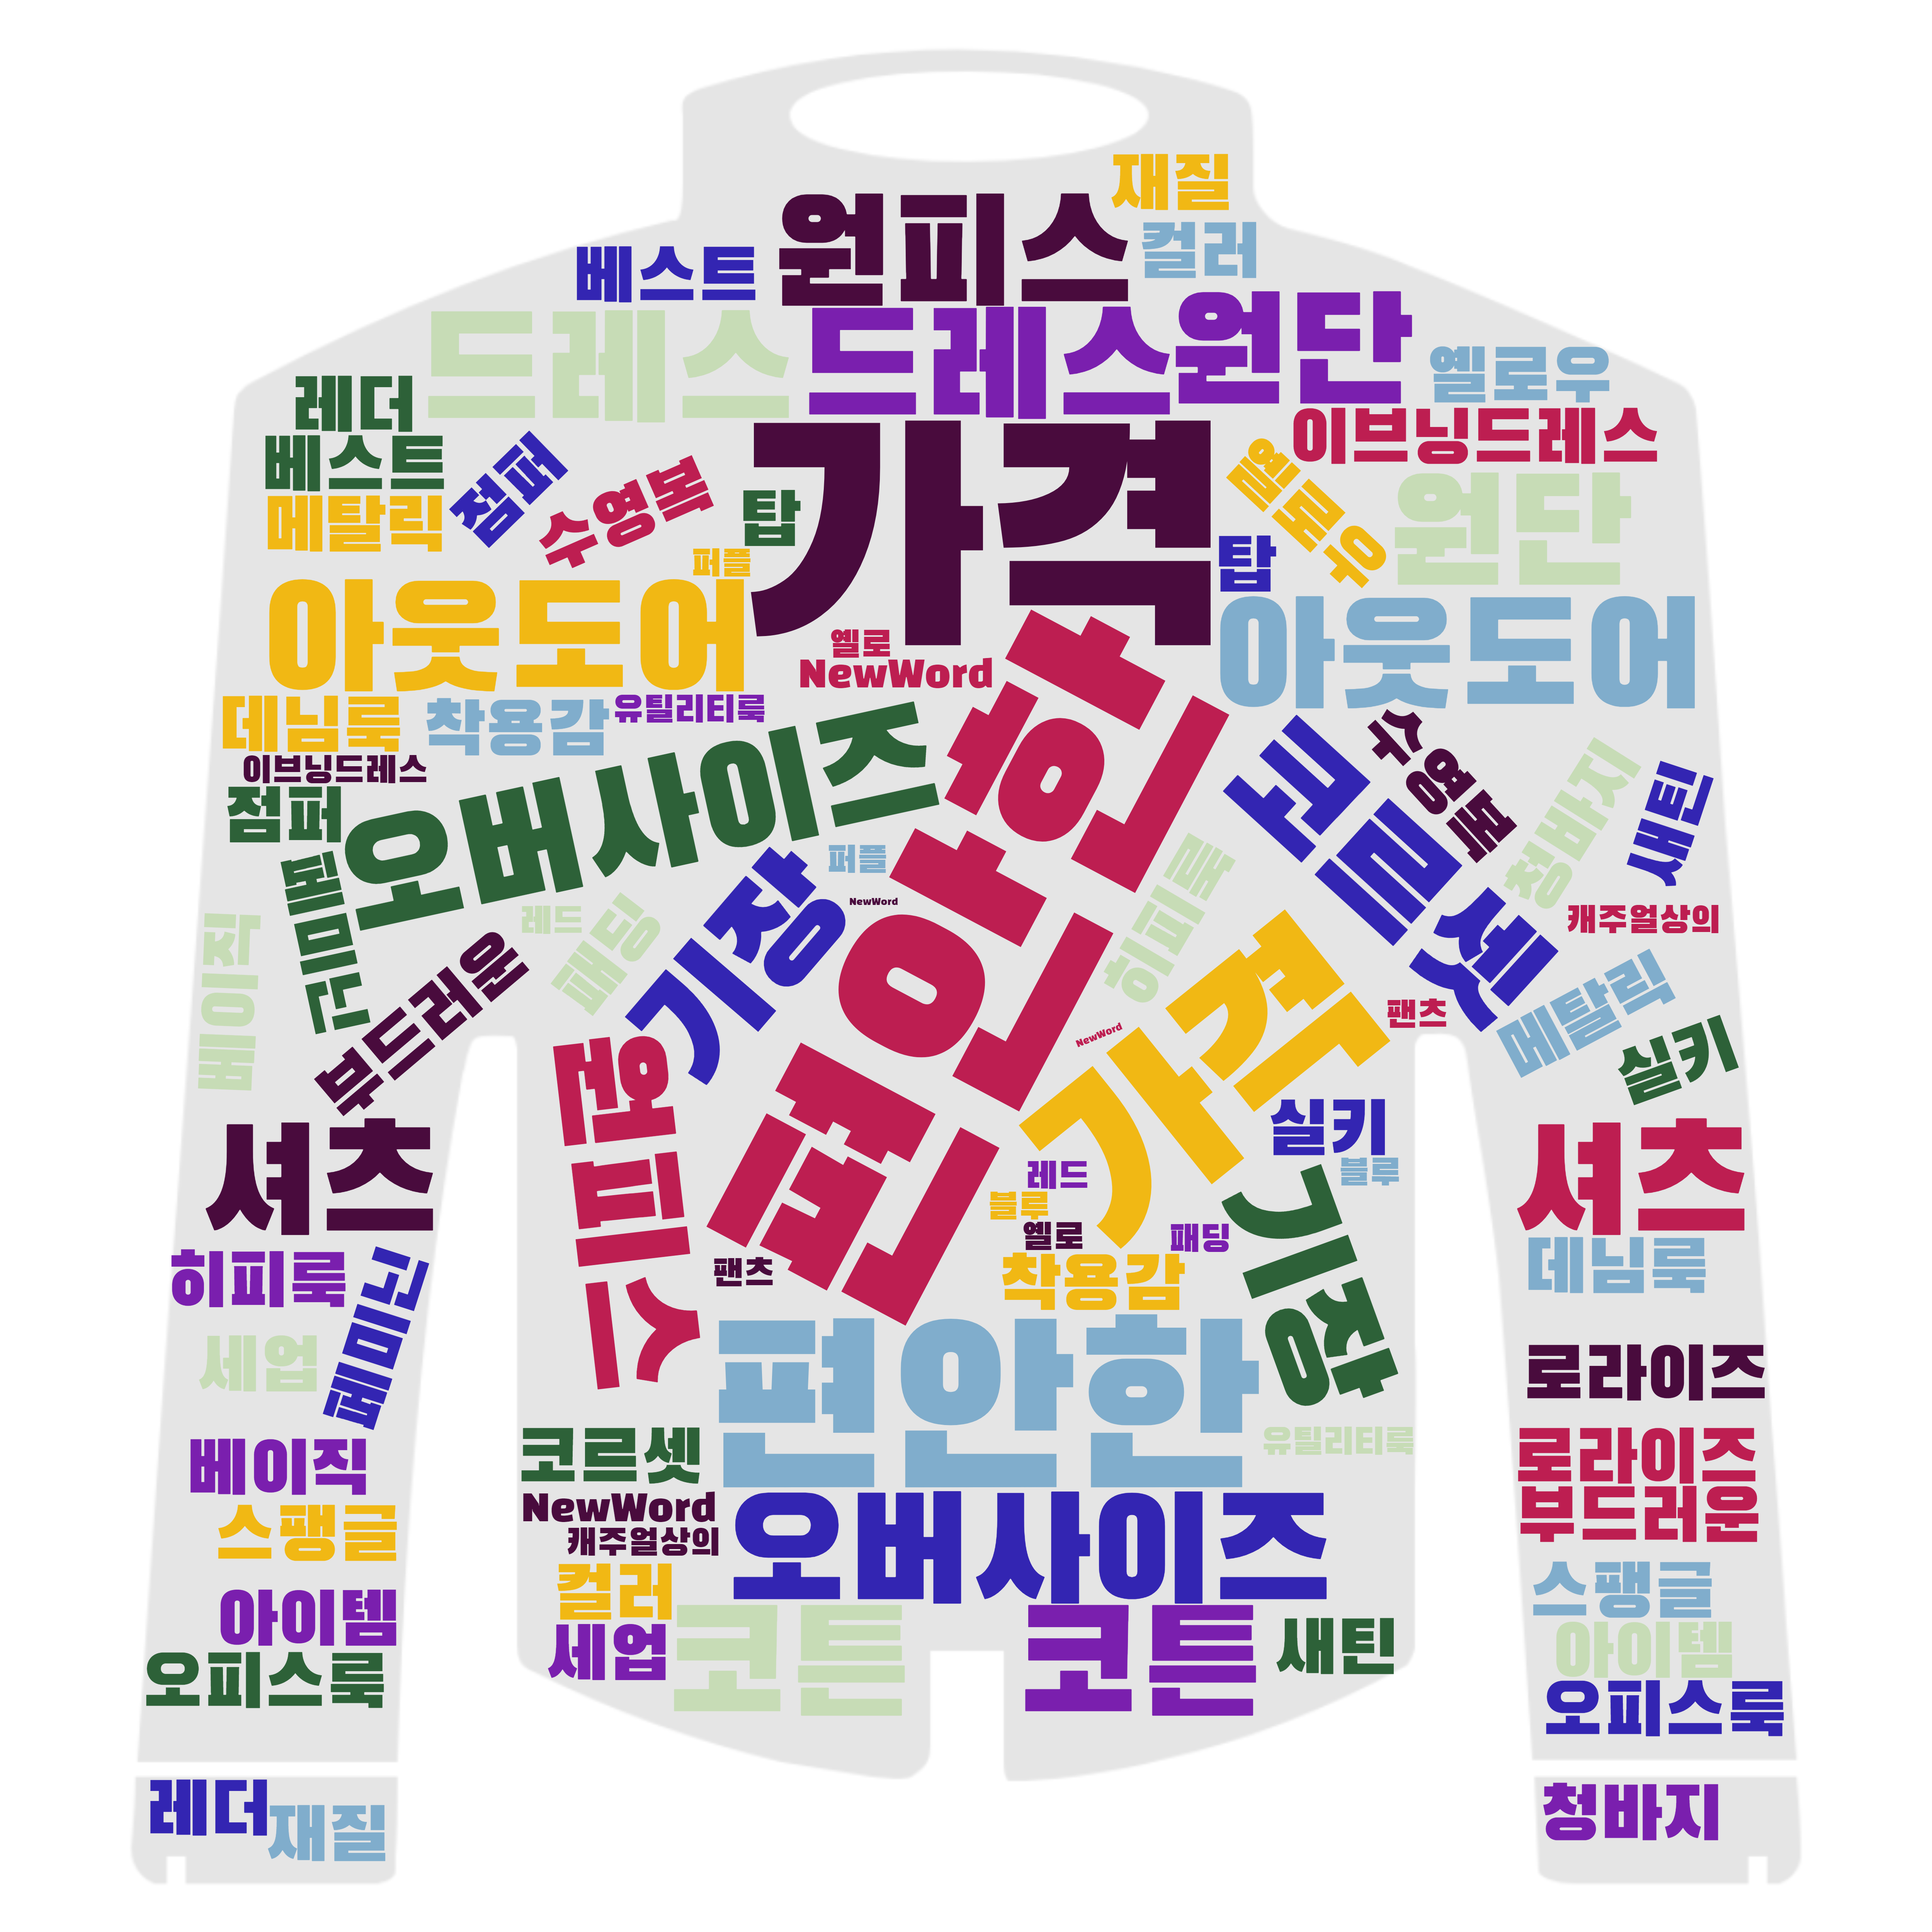 재질
원피스
컬러
베스트
드레스
드레스
원단
옐로우
레더
이브닝드레스
베스트
점퍼
수영복
가격
옐로우
원단
메탈릭
탑
탑
퍼플
아웃도어
아웃도어
옐로
NewWord
데님룩
착용감
유틸리티룩
편안한
이브닝드레스
점퍼
오버사이즈
코르셋
수영복
청바지
새틴
퍼플
기장
NewWord
페미닌
히피룩
캐주얼상의
레드
패딩
베이직
부드러운
가격
팬츠
메탈릭
NewWord
실키
원피스
실키
셔츠
셔츠
레드
블루
블루
기장
옐로
패딩
히피룩
페미닌
팬츠
착용감
데님룩
세업
편안한
로라이즈
코르셋
유틸리티룩
로라이즈
베이직
NewWord
오버사이즈
부드러운
스팽글
캐주얼상의
스팽글
컬러
아이템
코튼
코튼
새틴
아이템
세업
오피스룩
오피스룩
레더
재질
청바지